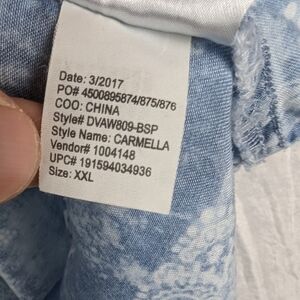 Date: 3/2017
PO# 4500895874/875/876
COO: CHINA
Style# DVAW809-BSP
Style Name: CARMELLA
Vendor# 1004148
UPC# 191594034936
Size: XXL